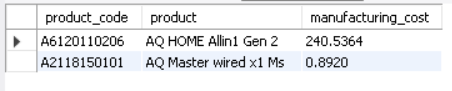 product_code product manufacturing_cost
A6120110206 AQ HOME Allin1 Gen 2 240.5364
A2118150101 AQ Master wired x1 Ms 0.8920